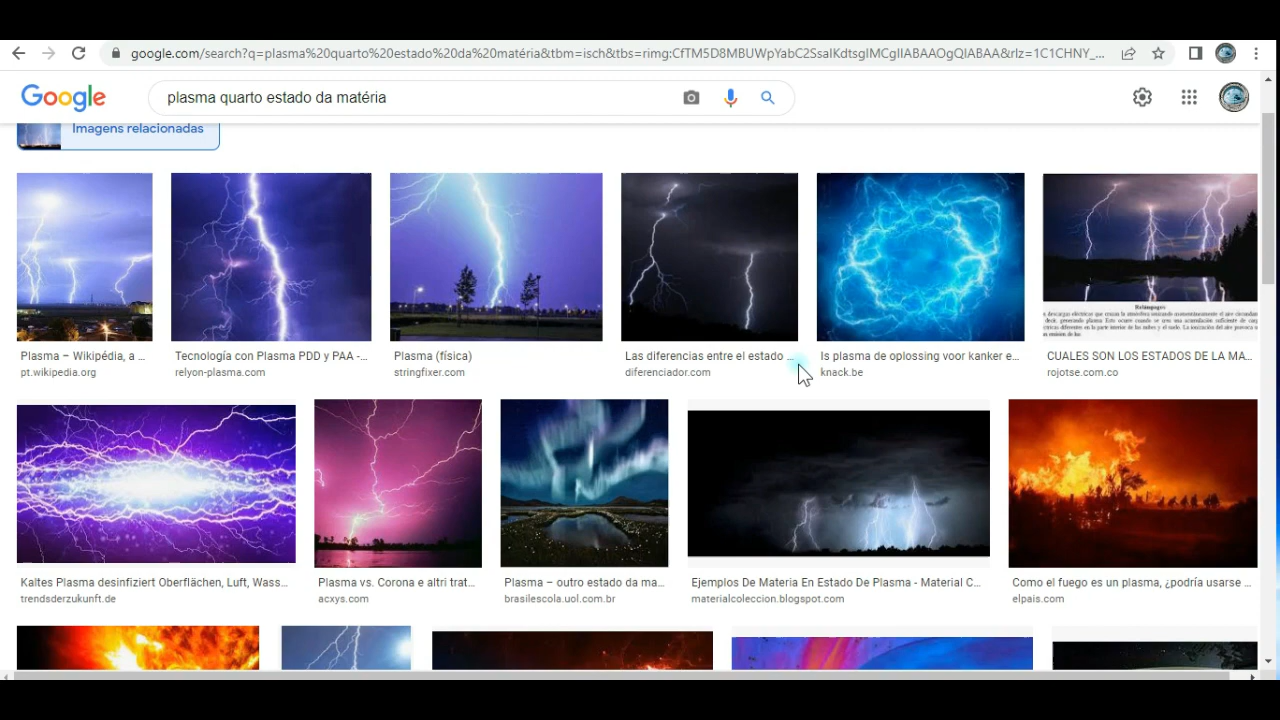 google.com/search?q=plasma%20quarto%20estado%20da%20matéria&tbm=isch&tbs=rimg:CfTM5D8MBUWpYabC2SsaIKdtsgIMCgIIABAAOgQIABAA&rlz=1C1CHNY_...
Google
plasma quarto estado da matéria
Imagens relacionadas
Plasma – Wikipédia, a ...
pt.wikipedia.org
Tecnología con Plasma PDD y PAA -...
relyon-plasma.com
Plasma (física)
stringfixer.com
Las diferencias entre el estado ...
diferenciador.com
Is plasma de oplossing voor kanker e...
knack.be
Relámpagos:
CUALES SON LOS ESTADOS DE LA MA...
rojotse.com.co
Kaltes Plasma desinfiziert Oberflächen, Luft, Wass...
trendsderzukunft.de
Plasma vs. Corona e altri trat...
acxys.com
Plasma – outro estado da ma...
brasilescola.uol.com.br
Ejemplos De Materia En Estado De Plasma - Material C...
materialcoleccion.blogspot.com
Como el fuego es un plasma, ¿podría usarse ...
elpais.com